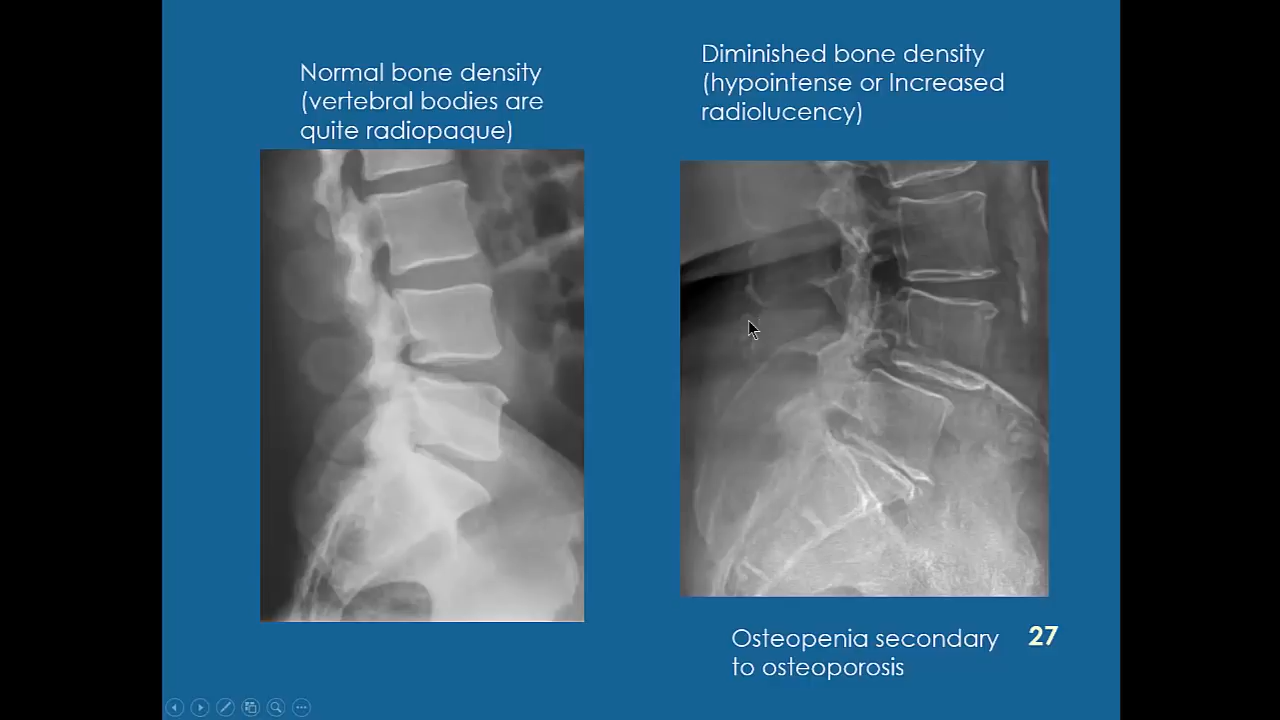 Normal bone density
(vertebral bodies are
quite radiopaque)
Diminished bone density
(hypointense or Increased
radiolucency)
Osteopenia secondary
to osteoporosis
27